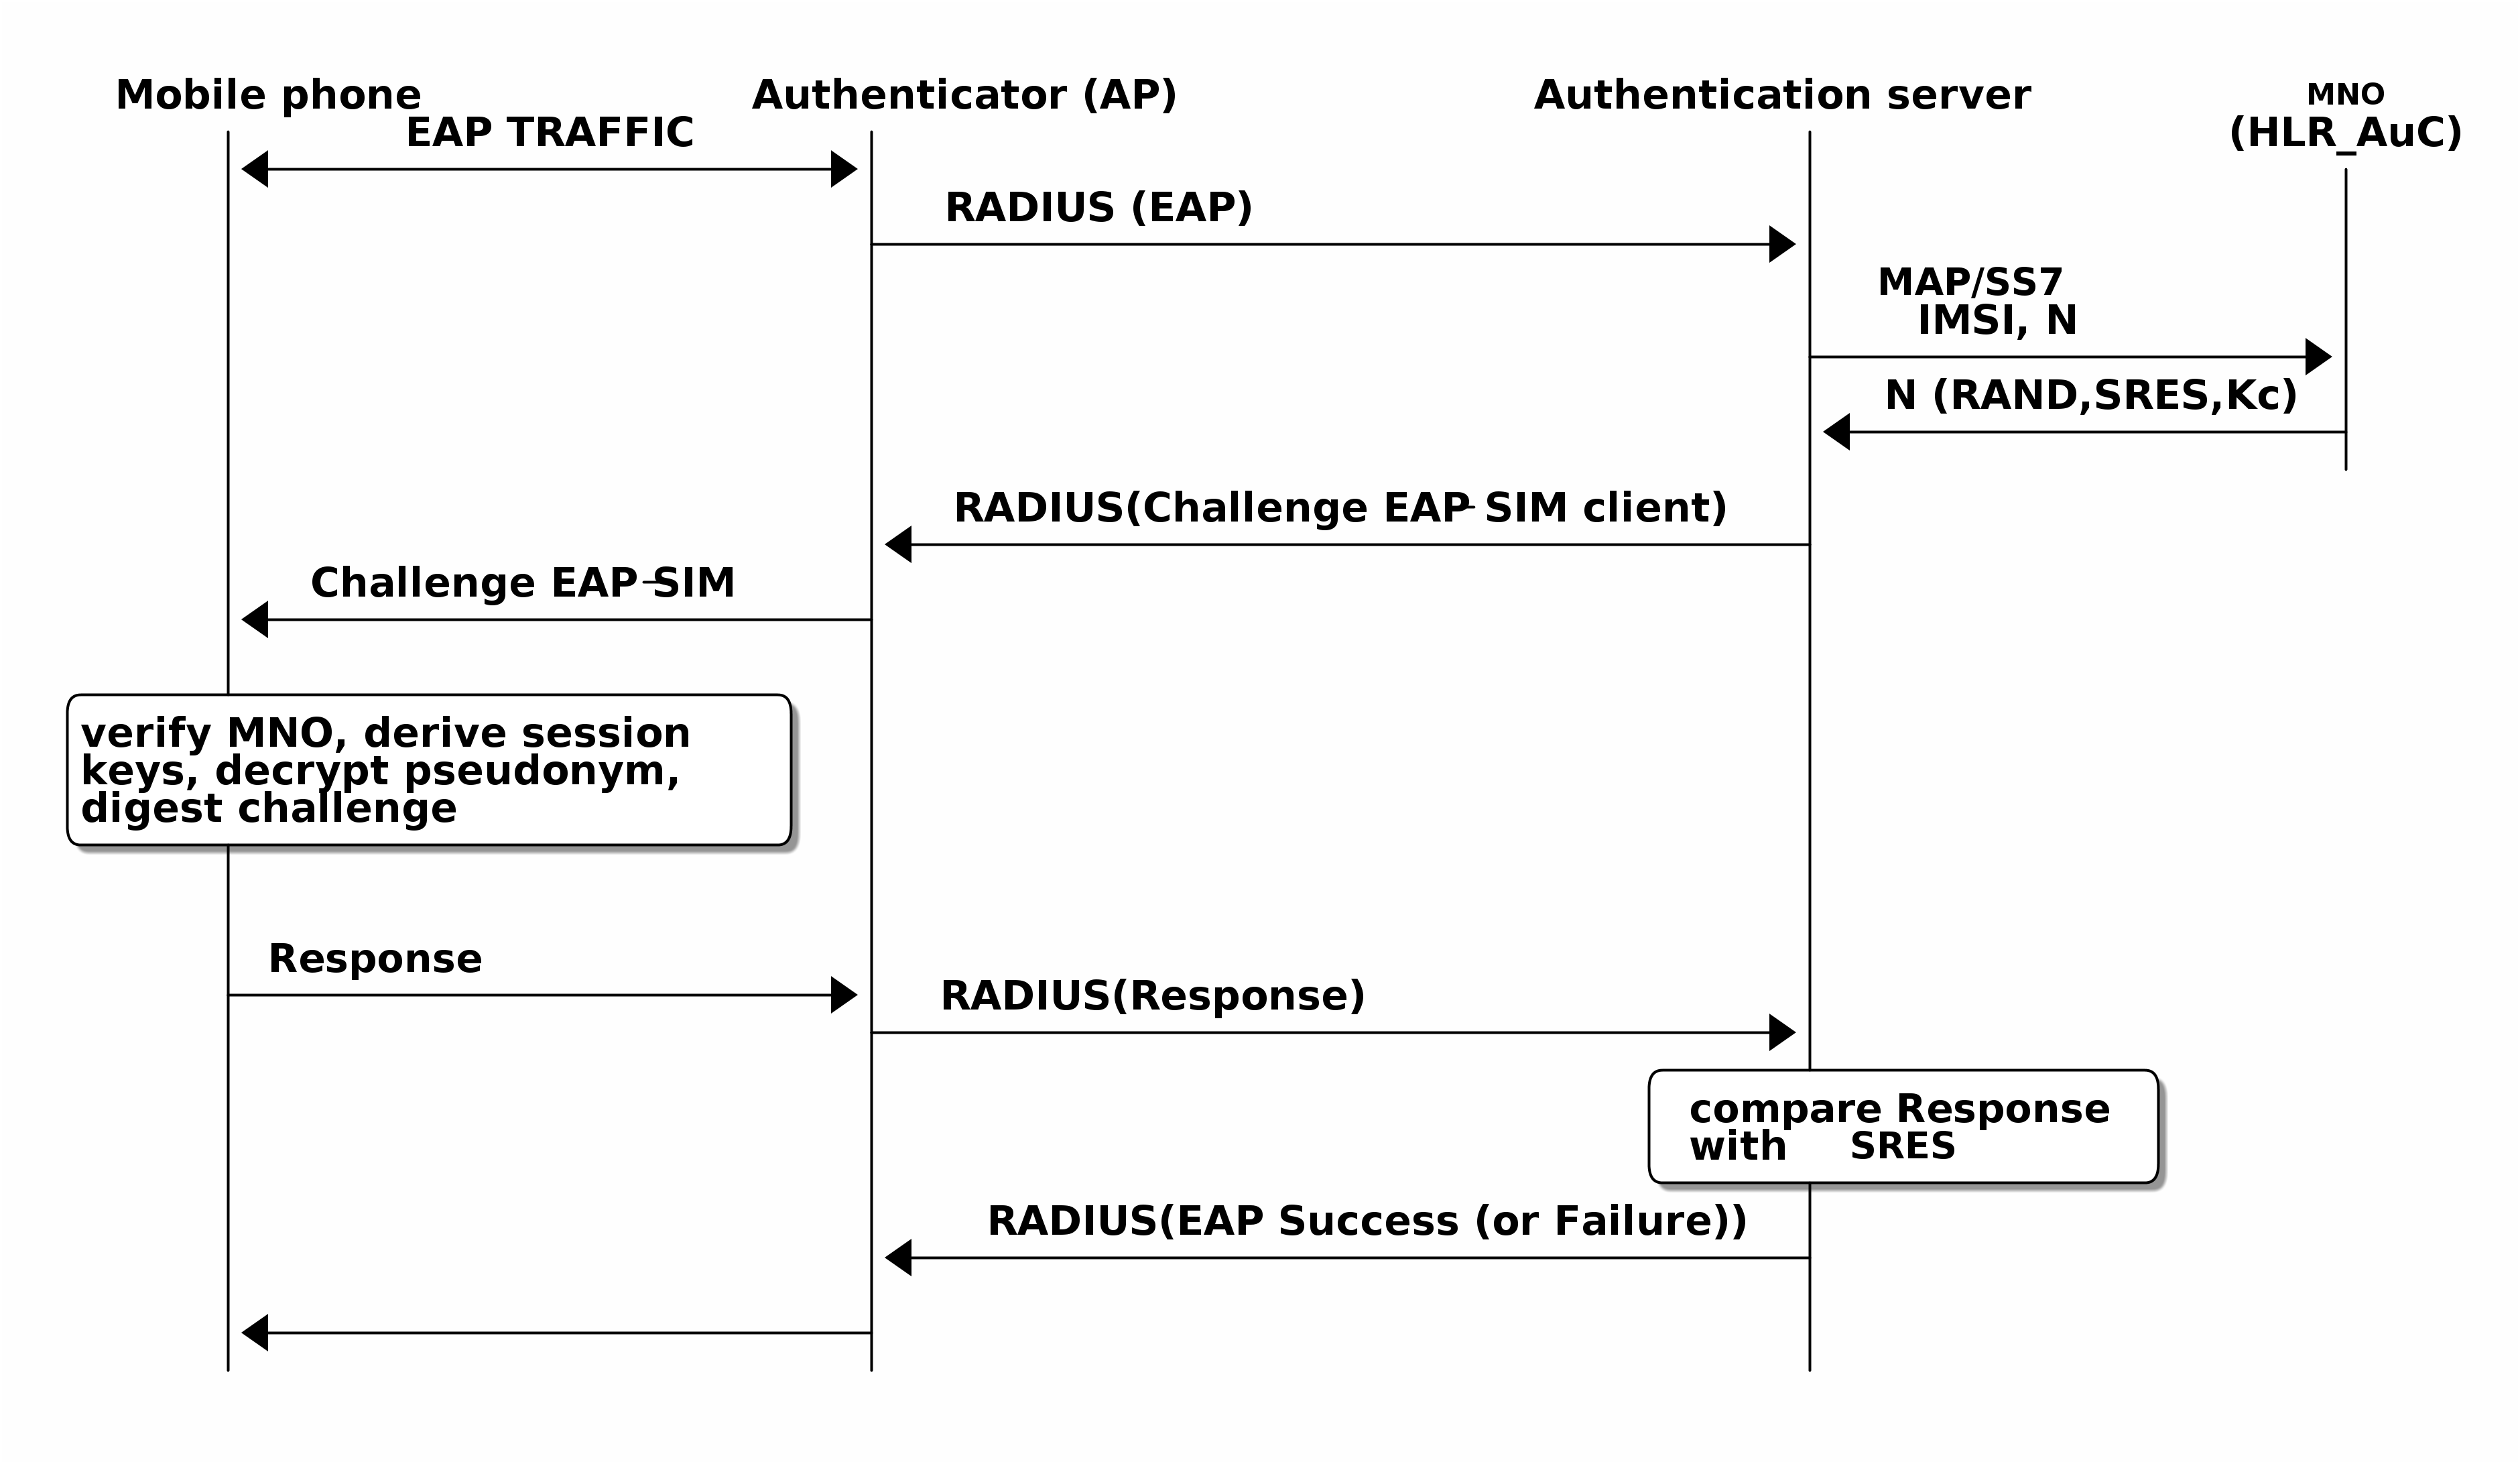 Mobile phone
Authenticator (AP)
Authentication server
MNO
(HLR_AuC)
EAP TRAFFIC
RADIUS (EAP)
MAP/SS7
IMSI, N
N (RAND,SRES,Kc)
RADIUS(Challenge EAP-SIM client)
Challenge EAP-SIM
verify MNO, derive session
keys, decrypt pseudonym,
digest challenge
Response
RADIUS(Response)
compare Response
with SRES
RADIUS(EAP Success (or Failure))